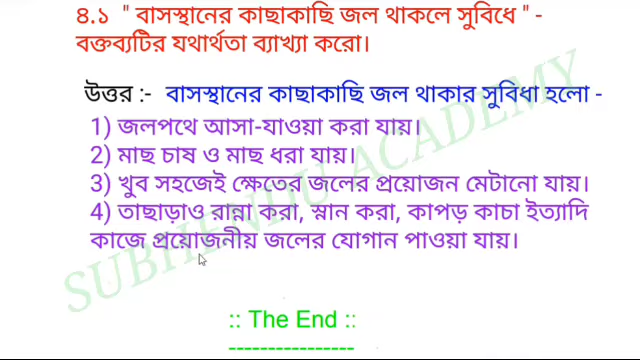 ৪.১ " বাসস্থানের কাছাকাছি জল থাকলে সুবিধে " -
বক্তব্যটির যথার্থতা ব্যাখ্যা করো।
উত্তর :- বাসস্থানের কাছাকাছি জল থাকার সুবিধা হলো -
1) জলপথে আসা-যাওয়া করা যায়।
2) মাছ চাষ ও মাছ ধরা যায়।
3) খুব সহজেই ক্ষেতের জলের প্রয়োজন মেটানো যায়।
4) তাছাড়াও রান্না করা, স্নান করা, কাপড় কাচা ইত্যাদি
কাজে প্রয়োজনীয় জলের যোগান পাওয়া যায়।
SUBHENDU ACADEMY
:: The End ::
----------------